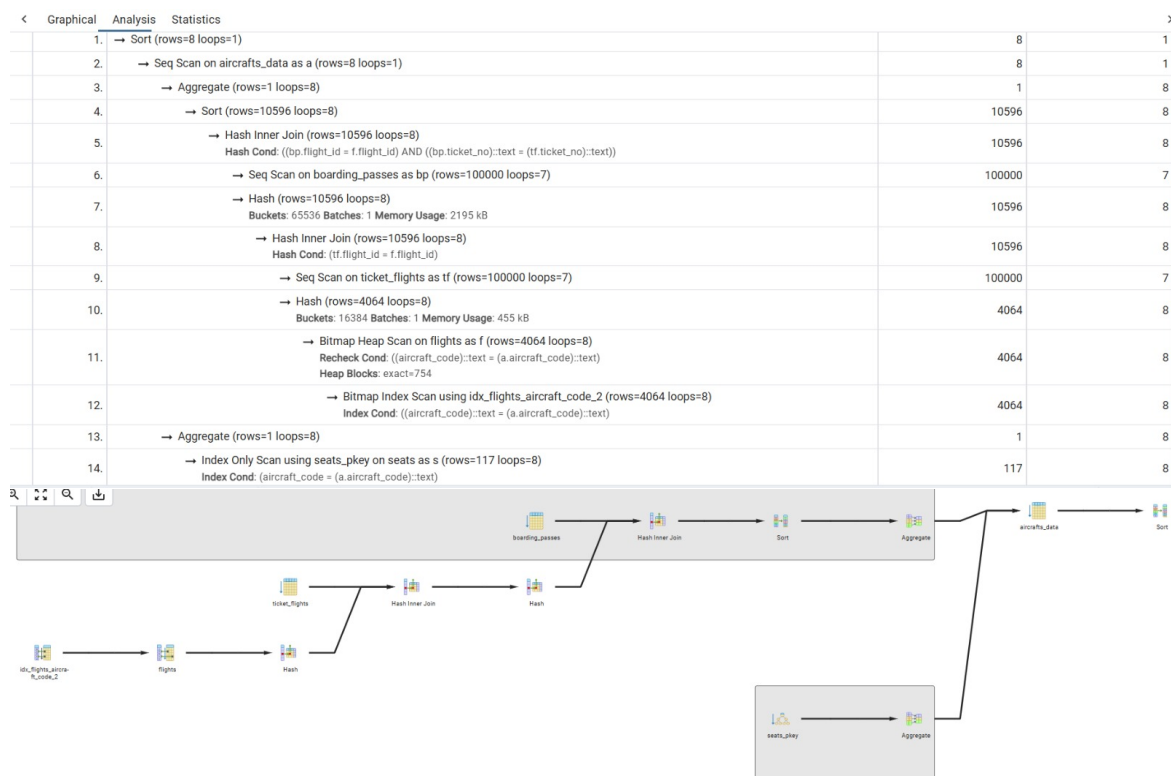 Graphical Analysis Statistics
1. → Sort (rows=8 loops=1) 8 1
2. → Seq Scan on aircrafts_data as a (rows=8 loops=1) 8 1
3. → Aggregate (rows=1 loops=8) 1 8
4. → Sort (rows=10596 loops=8) 10596 8
5. → Hash Inner Join (rows=10596 loops=8) 10596 8
Hash Cond: ((bp.flight_id = f.flight_id) AND ((bp.ticket_no)::text = (tf.ticket_no)::text))
6. → Seq Scan on boarding_passes as bp (rows=100000 loops=7) 100000 7
7. → Hash (rows=10596 loops=8) 10596 8
Buckets: 65536 Batches: 1 Memory Usage: 2195 kB
8. → Hash Inner Join (rows=10596 loops=8) 10596 8
Hash Cond: (tf.flight_id = f.flight_id)
9. → Seq Scan on ticket_flights as tf (rows=100000 loops=7) 100000 7
10. → Hash (rows=4064 loops=8) 4064 8
Buckets: 16384 Batches: 1 Memory Usage: 455 kB
11. → Bitmap Heap Scan on flights as f (rows=4064 loops=8) 4064 8
Recheck Cond: ((aircraft_code)::text = (a.aircraft_code)::text)
Heap Blocks: exact=754
12. → Bitmap Index Scan using idx_flights_aircraft_code_2 (rows=4064 loops=8) 4064 8
Index Cond: ((aircraft_code)::text = (a.aircraft_code)::text)
13. → Aggregate (rows=1 loops=8) 1 8
14. → Index Only Scan using seats_pkey on seats as s (rows=117 loops=8) 117 8
Index Cond: (aircraft_code = (a.aircraft_code)::text)
aircrafts_data Sort
boarding_passes Hash Inner Join Sort Aggregate
ticket_flights Hash Inner Join Hash
idx_flights_aircra-
ft_code_2
flights Hash
seats_pkey Aggregate